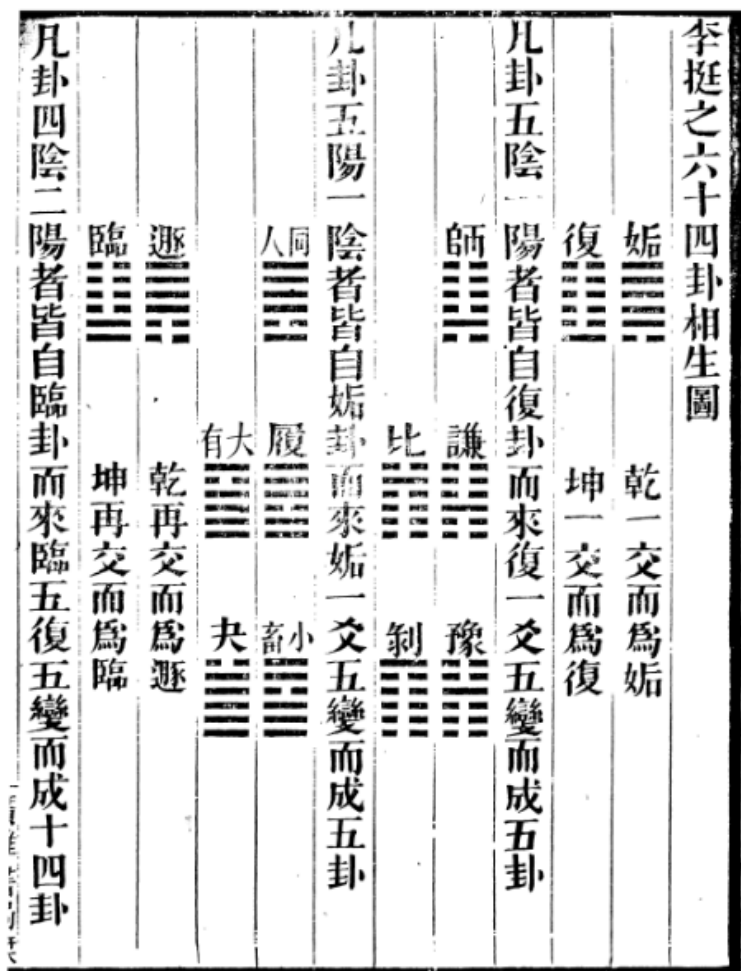 李挺之六十四卦相生圖
姤 乾一交而爲姤
復 坤一交而爲復
凡卦五陰一陽者皆自復卦而來復一爻五變而成五卦
師 謙 豫
比 剝
凡卦五陽一陰者皆自姤卦而來姤一爻五變而成五卦
同人 履 小畜
大有 夬
遯 乾再交而爲遯
臨 坤再交而爲臨
凡卦四陰二陽者皆自臨卦而來臨五復五變而成十四卦